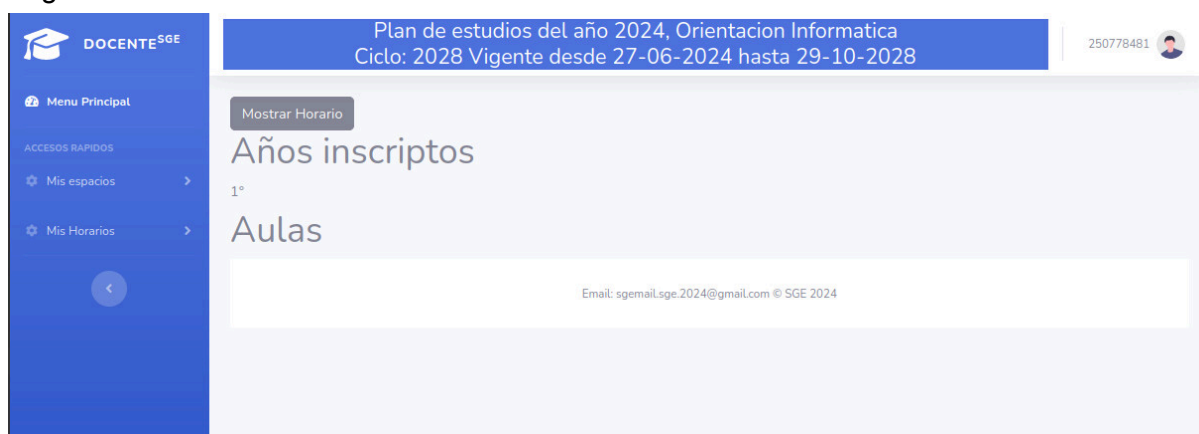 DOCENTE SGE
Plan de estudios del año 2024, Orientacion Informatica
Ciclo: 2028 Vigente desde 27-06-2024 hasta 29-10-2028
250778481
Menu Principal
ACCESOS RAPIDOS
Mis espacios
Mis Horarios
Mostrar Horario
Años inscriptos
1°
Aulas
Email: sgemail.sge.2024@gmail.com © SGE 2024